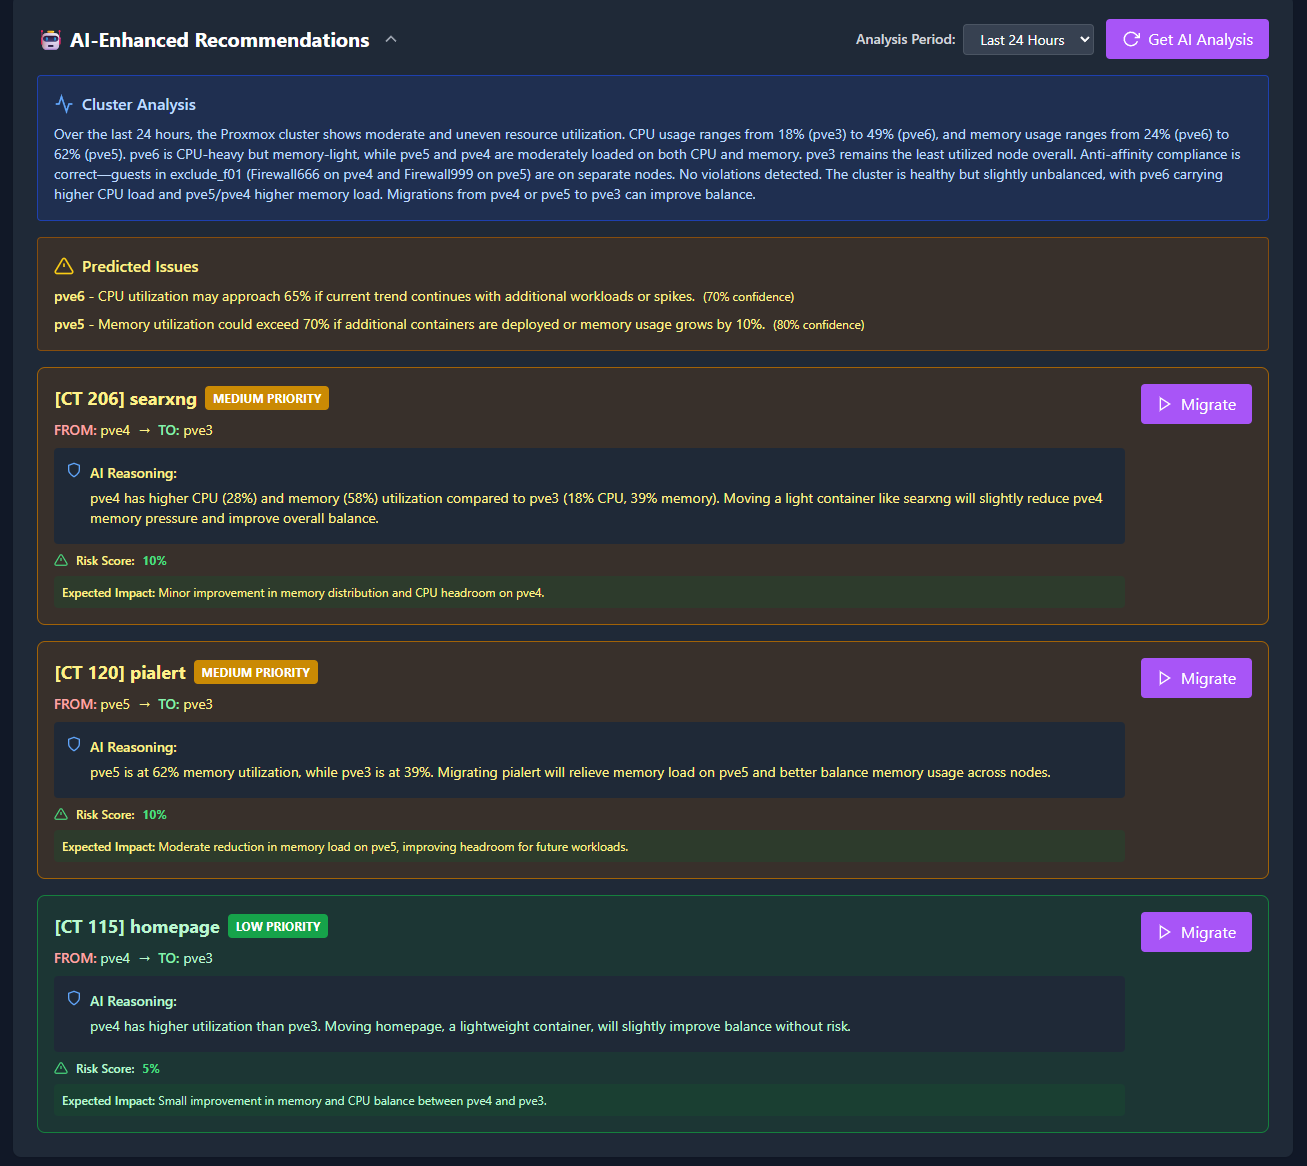 AI-Enhanced Recommendations
Analysis Period: Last 24 Hours Get AI Analysis
Cluster Analysis
Over the last 24 hours, the Proxmox cluster shows moderate and uneven resource utilization. CPU usage ranges from 18% (pve3) to 49% (pve6), and memory usage ranges from 24% (pve6) to
62% (pve5). pve6 is CPU-heavy but memory-light, while pve5 and pve4 are moderately loaded on both CPU and memory. pve3 remains the least utilized node overall. Anti-affinity compliance is
correct—guests in exclude_f01 (Firewall666 on pve4 and Firewall999 on pve5) are on separate nodes. No violations detected. The cluster is healthy but slightly unbalanced, with pve6 carrying
higher CPU load and pve5/pve4 higher memory load. Migrations from pve4 or pve5 to pve3 can improve balance.
Predicted Issues
pve6 - CPU utilization may approach 65% if current trend continues with additional workloads or spikes. (70% confidence)
pve5 - Memory utilization could exceed 70% if additional containers are deployed or memory usage grows by 10%. (80% confidence)
[CT 206] searxng MEDIUM PRIORITY
Migrate
FROM: pve4 → TO: pve3
AI Reasoning:
pve4 has higher CPU (28%) and memory (58%) utilization compared to pve3 (18% CPU, 39% memory). Moving a light container like searxng will slightly reduce pve4
memory pressure and improve overall balance.
Risk Score: 10%
Expected Impact: Minor improvement in memory distribution and CPU headroom on pve4.
[CT 120] pialert MEDIUM PRIORITY
Migrate
FROM: pve5 → TO: pve3
AI Reasoning:
pve5 is at 62% memory utilization, while pve3 is at 39%. Migrating pialert will relieve memory load on pve5 and better balance memory usage across nodes.
Risk Score: 10%
Expected Impact: Moderate reduction in memory load on pve5, improving headroom for future workloads.
[CT 115] homepage LOW PRIORITY
Migrate
FROM: pve4 → TO: pve3
AI Reasoning:
pve4 has higher utilization than pve3. Moving homepage, a lightweight container, will slightly improve balance without risk.
Risk Score: 5%
Expected Impact: Small improvement in memory and CPU balance between pve4 and pve3.